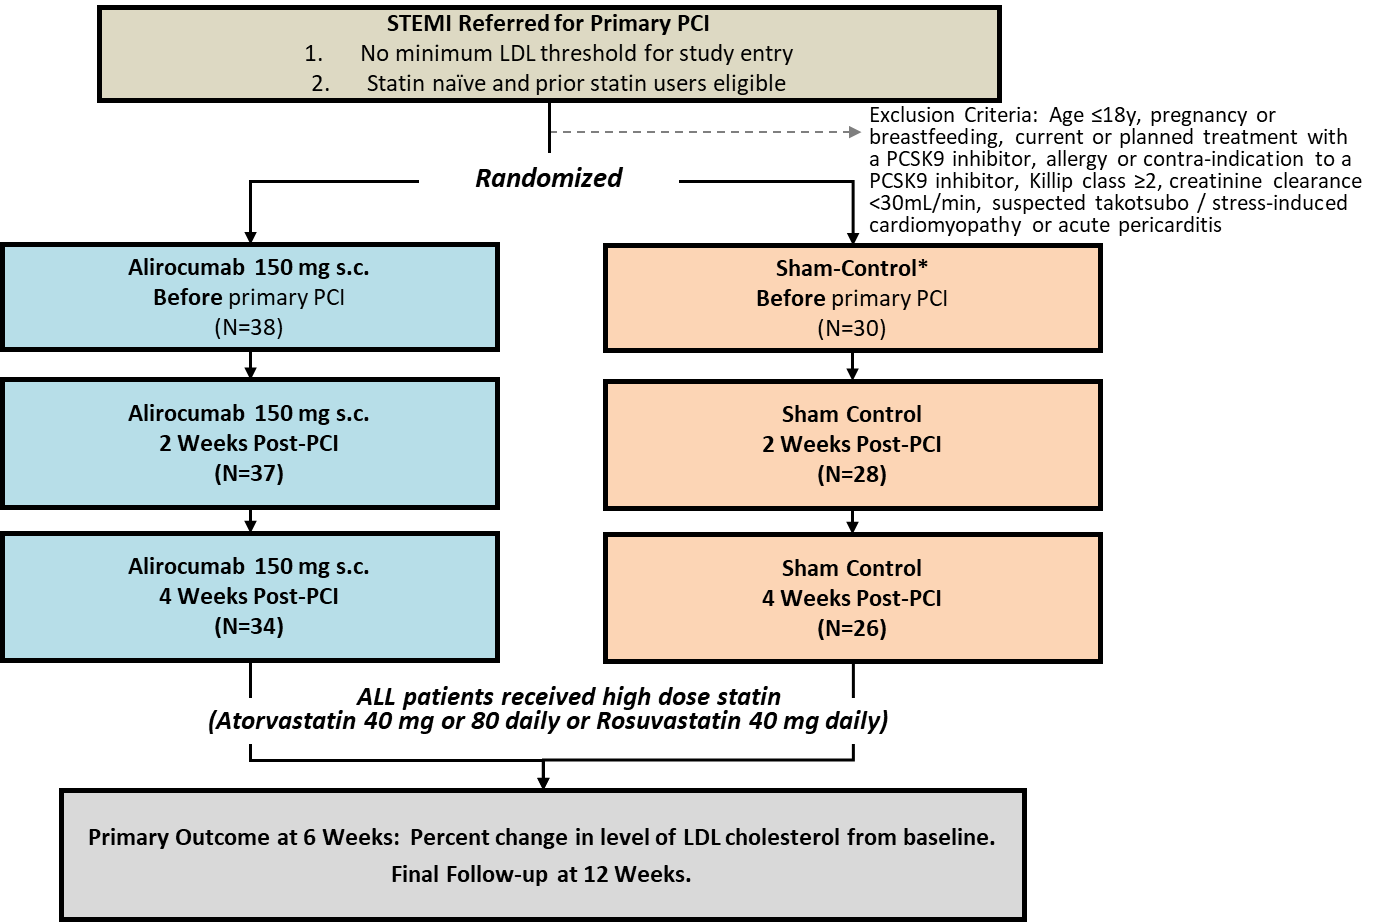 STEMI Referred for Primary PCI
1. No minimum LDL threshold for study entry
2. Statin naïve and prior statin users eligible
Exclusion Criteria: Age ≤18y, pregnancy or
breastfeeding, current or planned treatment with
a PCSK9 inhibitor, allergy or contra-indication to a
PCSK9 inhibitor, Killip class ≥2, creatinine clearance
<30mL/min, suspected takotsubo / stress-induced
cardiomyopathy or acute pericarditis
Randomized
Alirocumab 150 mg s.c.
Before primary PCI
(N=38)
Sham-Control*
Before primary PCI
(N=30)
Alirocumab 150 mg s.c.
2 Weeks Post-PCI
(N=37)
Sham Control
2 Weeks Post-PCI
(N=28)
Alirocumab 150 mg s.c.
4 Weeks Post-PCI
(N=34)
Sham Control
4 Weeks Post-PCI
(N=26)
ALL patients received high dose statin
(Atorvastatin 40 mg or 80 daily or Rosuvastatin 40 mg daily)
Primary Outcome at 6 Weeks: Percent change in level of LDL cholesterol from baseline.
Final Follow-up at 12 Weeks.